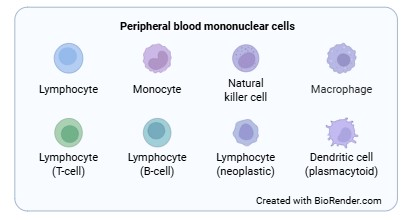 Peripheral blood mononuclear cells
Lymphocyte
Monocyte
Natural
killer cell
Macrophage
Lymphocyte
(T-cell)
Lymphocyte
(B-cell)
Lymphocyte
(neoplastic)
Dendritic cell
(plasmacytoid)
Created with BioRender.com